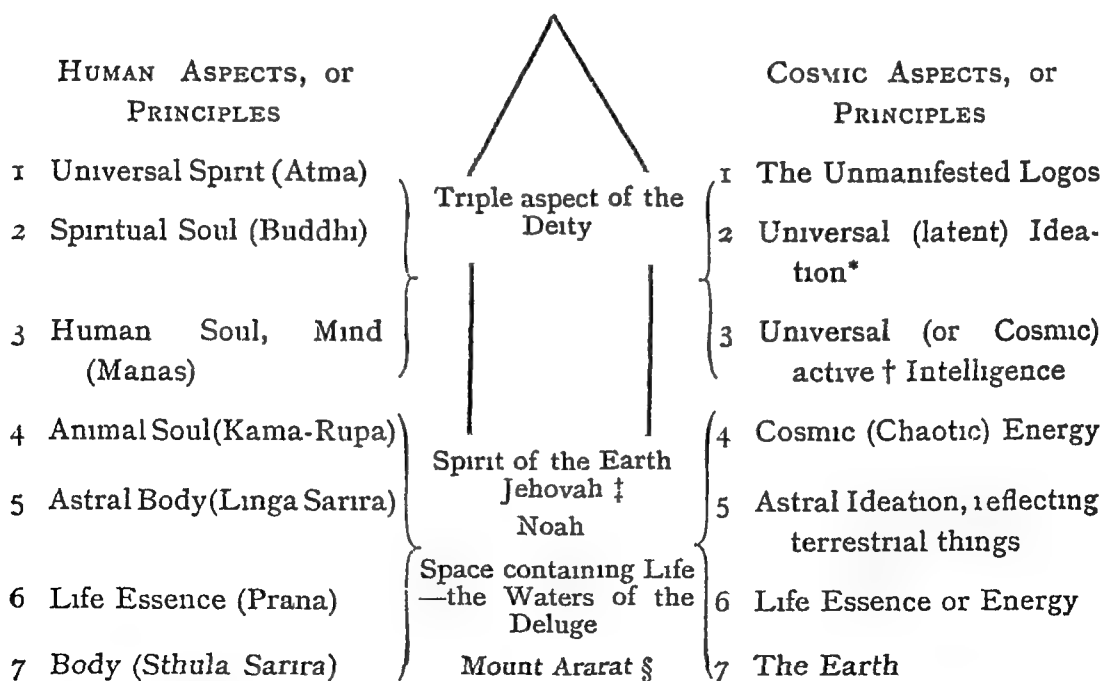 HUMAN ASPECTS, OR
PRINCIPLES
1 Universal Spirit (Atma)
2 Spiritual Soul (Buddhi)
3 Human Soul, Mind
(Manas)
4 Animal Soul (Kama-Rupa)
5 Astral Body (Linga Sarira)
6 Life Essence (Prana)
7 Body (Sthula Sarira)
Triple aspect of the
Deity
Spirit of the Earth
Jehovah ‡
Noah
Space containing Life
—the Waters of the
Deluge
Mount Ararat §
COSMIC ASPECTS, OR
PRINCIPLES
1 The Unmanifested Logos
2 Universal (latent) Idea-
tion*
3 Universal (or Cosmic)
active † Intelligence
4 Cosmic (Chaotic) Energy
5 Astral Ideation, reflecting
terrestrial things
6 Life Essence or Energy
7 The Earth